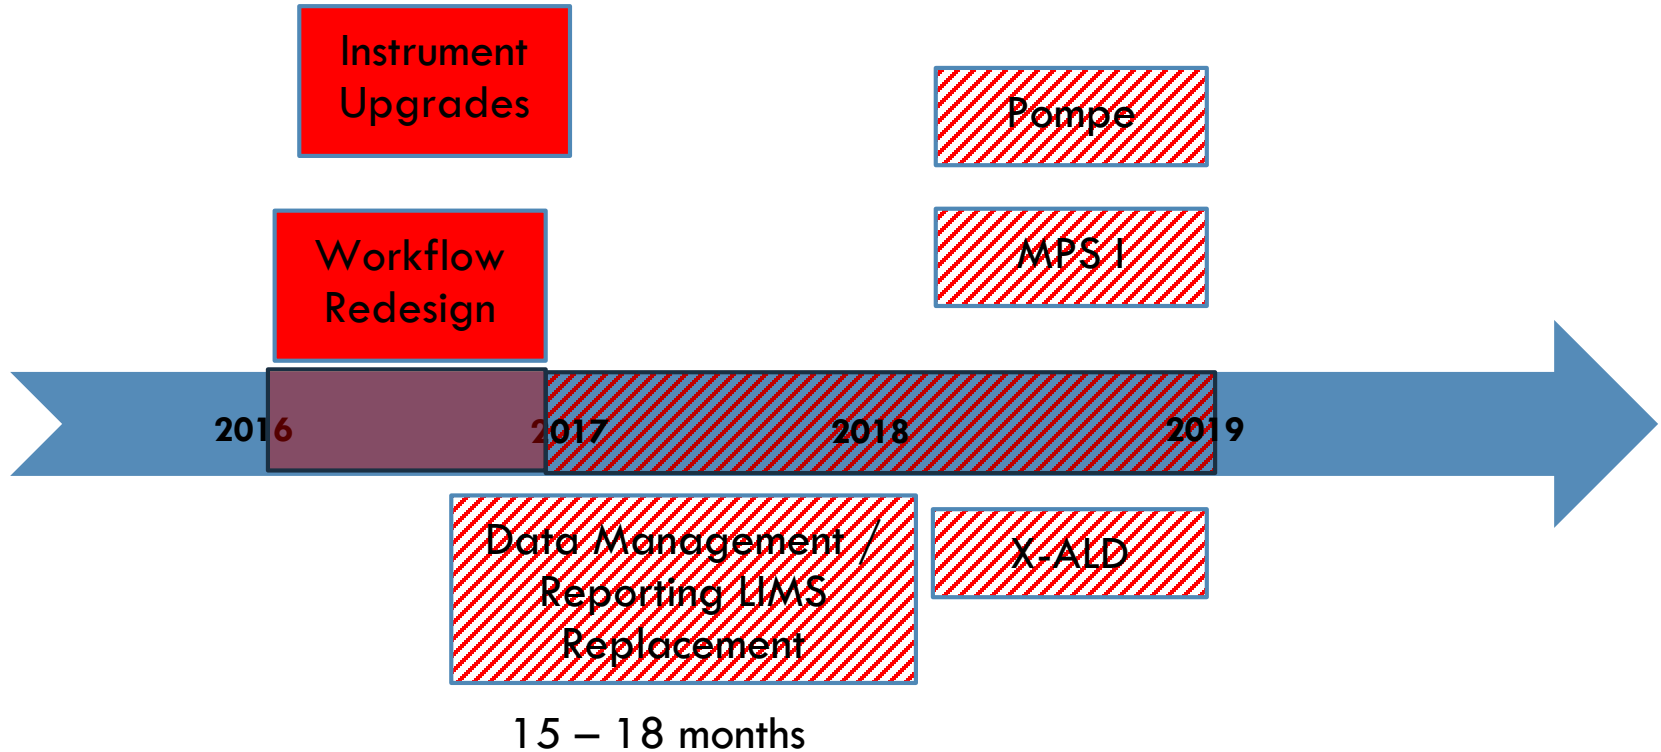 Instrument
Upgrades
Pompe
Workflow
Redesign
MPS I
2016
2017
2018
2019
Data Management /
Reporting LIMS
Replacement
X-ALD
15 – 18 months